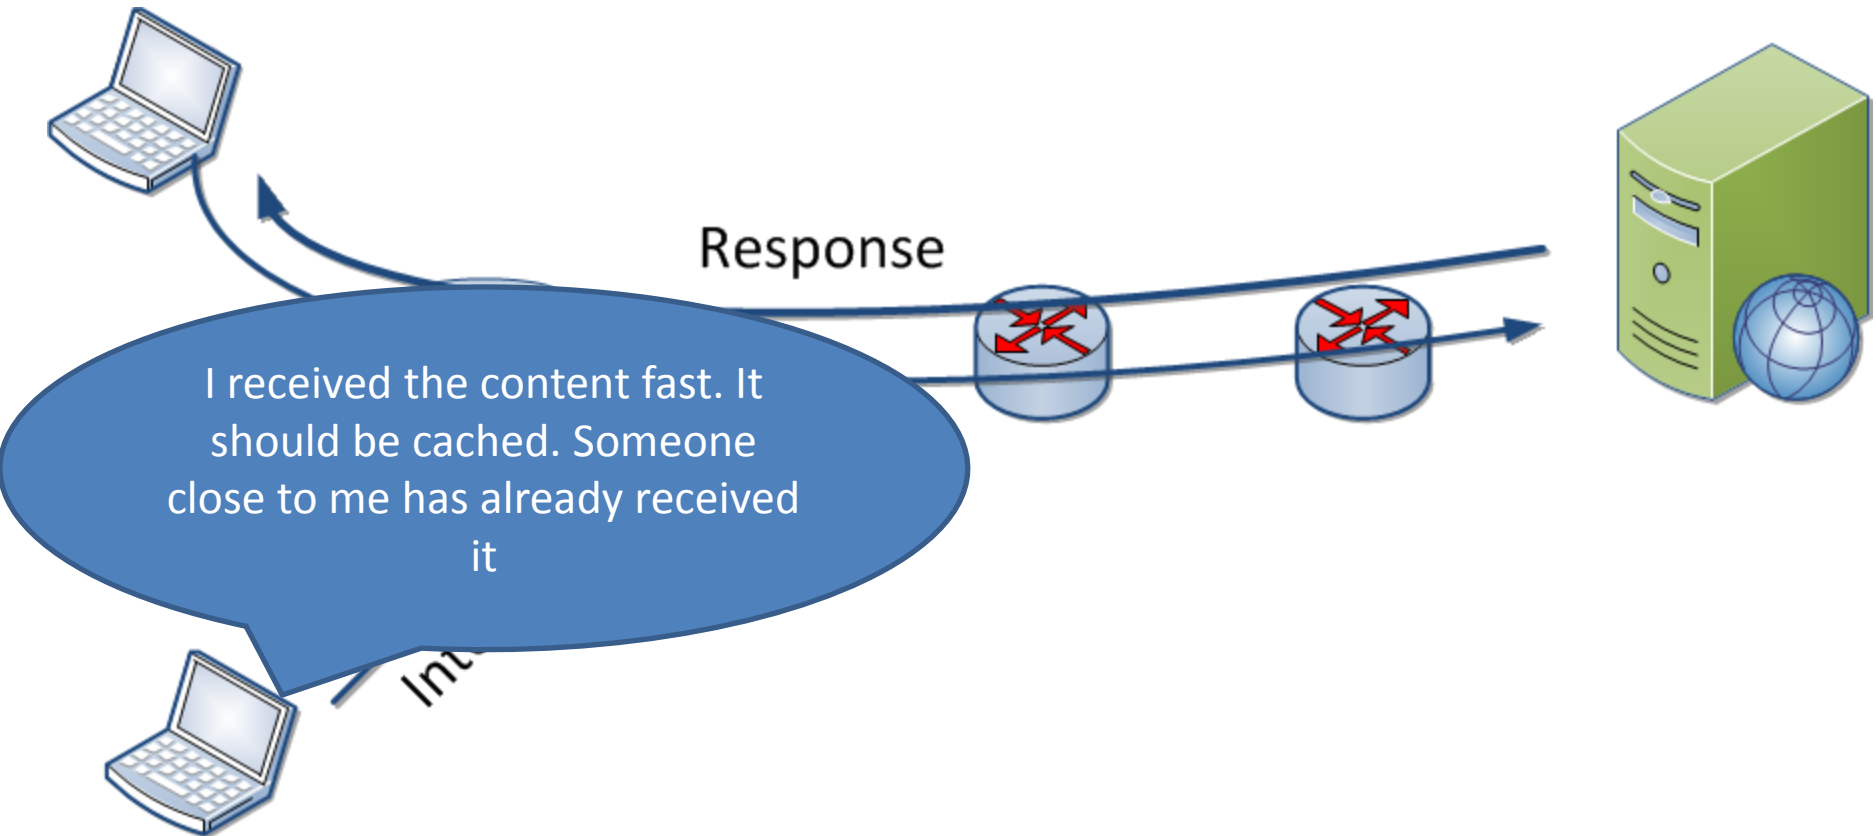 Response
I received the content fast. It
should be cached. Someone
close to me has already received
it